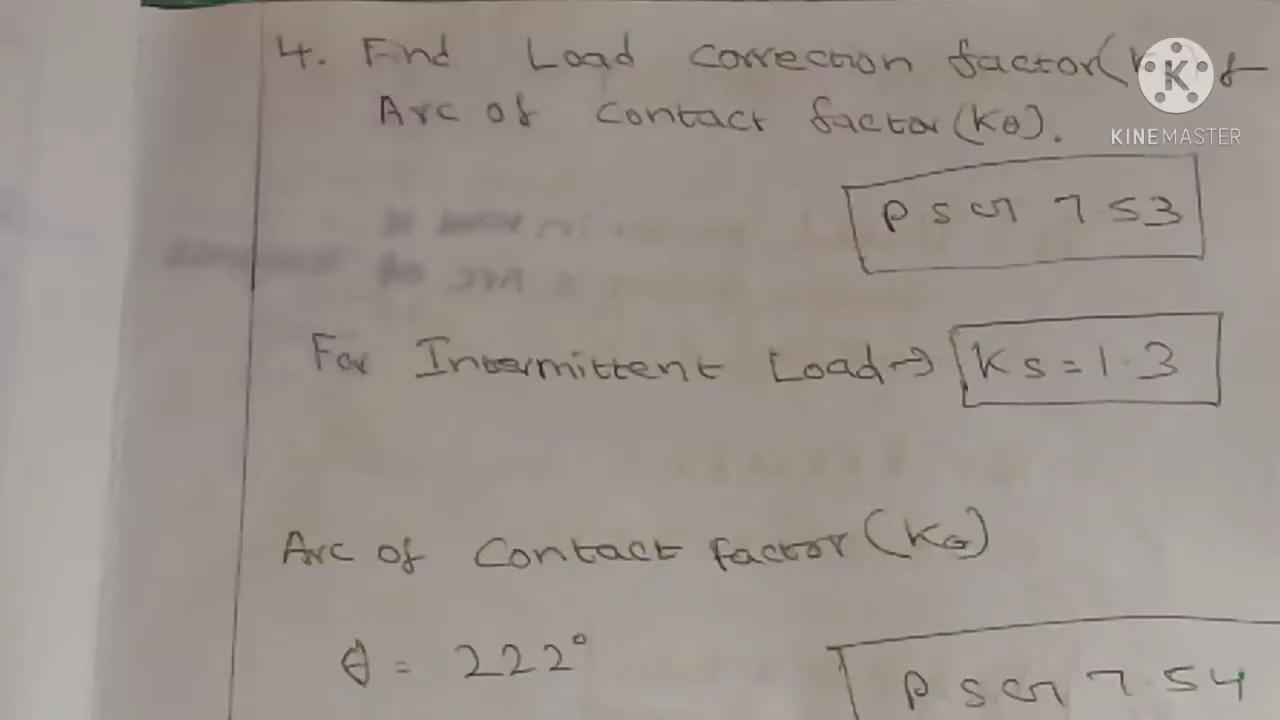 4. Find Load correction factor( &
KINEMASTER
Arc of contact factor (Kθ).
PSG 7.53
For Intermittent Load → Ks = 1.3
Arc of Contact factor (Kθ)
θ = 222°
PSG 7.54